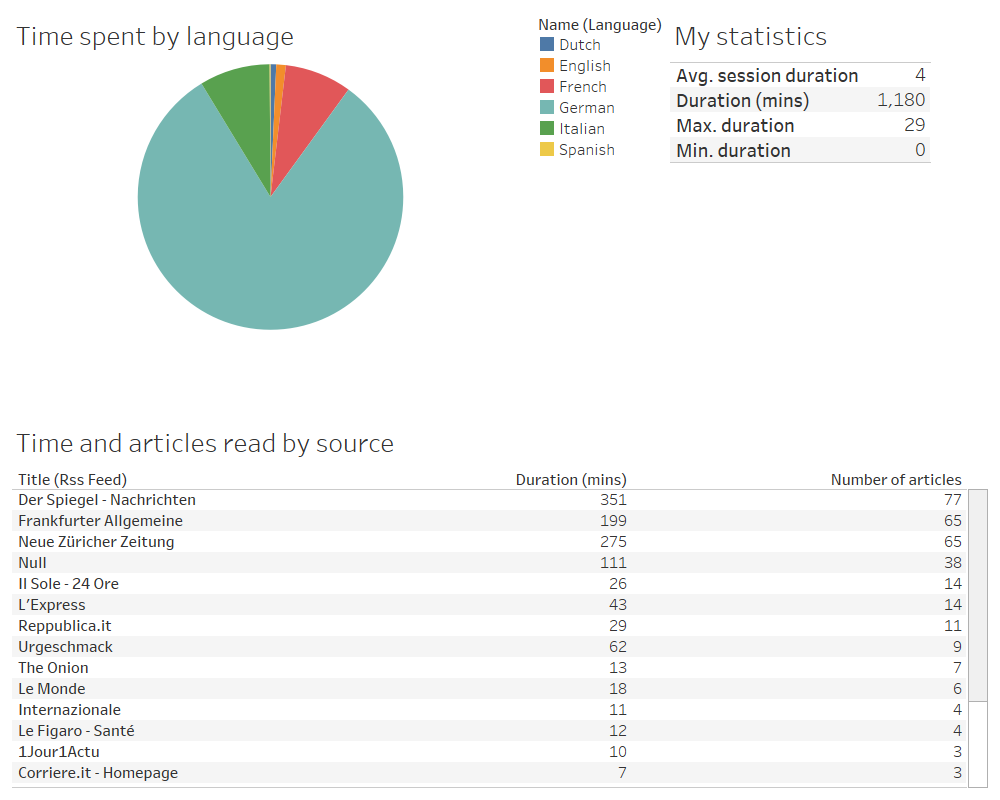 Time spent by language
Name (Language)
Dutch
English
French
German
Italian
Spanish
My statistics
Avg. session duration 4
Duration (mins) 1,180
Max. duration 29
Min. duration 0
Time and articles read by source
Title (Rss Feed) Duration (mins) Number of articles
Der Spiegel - Nachrichten 351 77
Frankfurter Allgemeine 199 65
Neue Züricher Zeitung 275 65
Null 111 38
Il Sole - 24 Ore 26 14
L’Express 43 14
Reppublica.it 29 11
Urgeschmack 62 9
The Onion 13 7
Le Monde 18 6
Internazionale 11 4
Le Figaro - Santé 12 4
1Jour1Actu 10 3
Corriere.it - Homepage 7 3